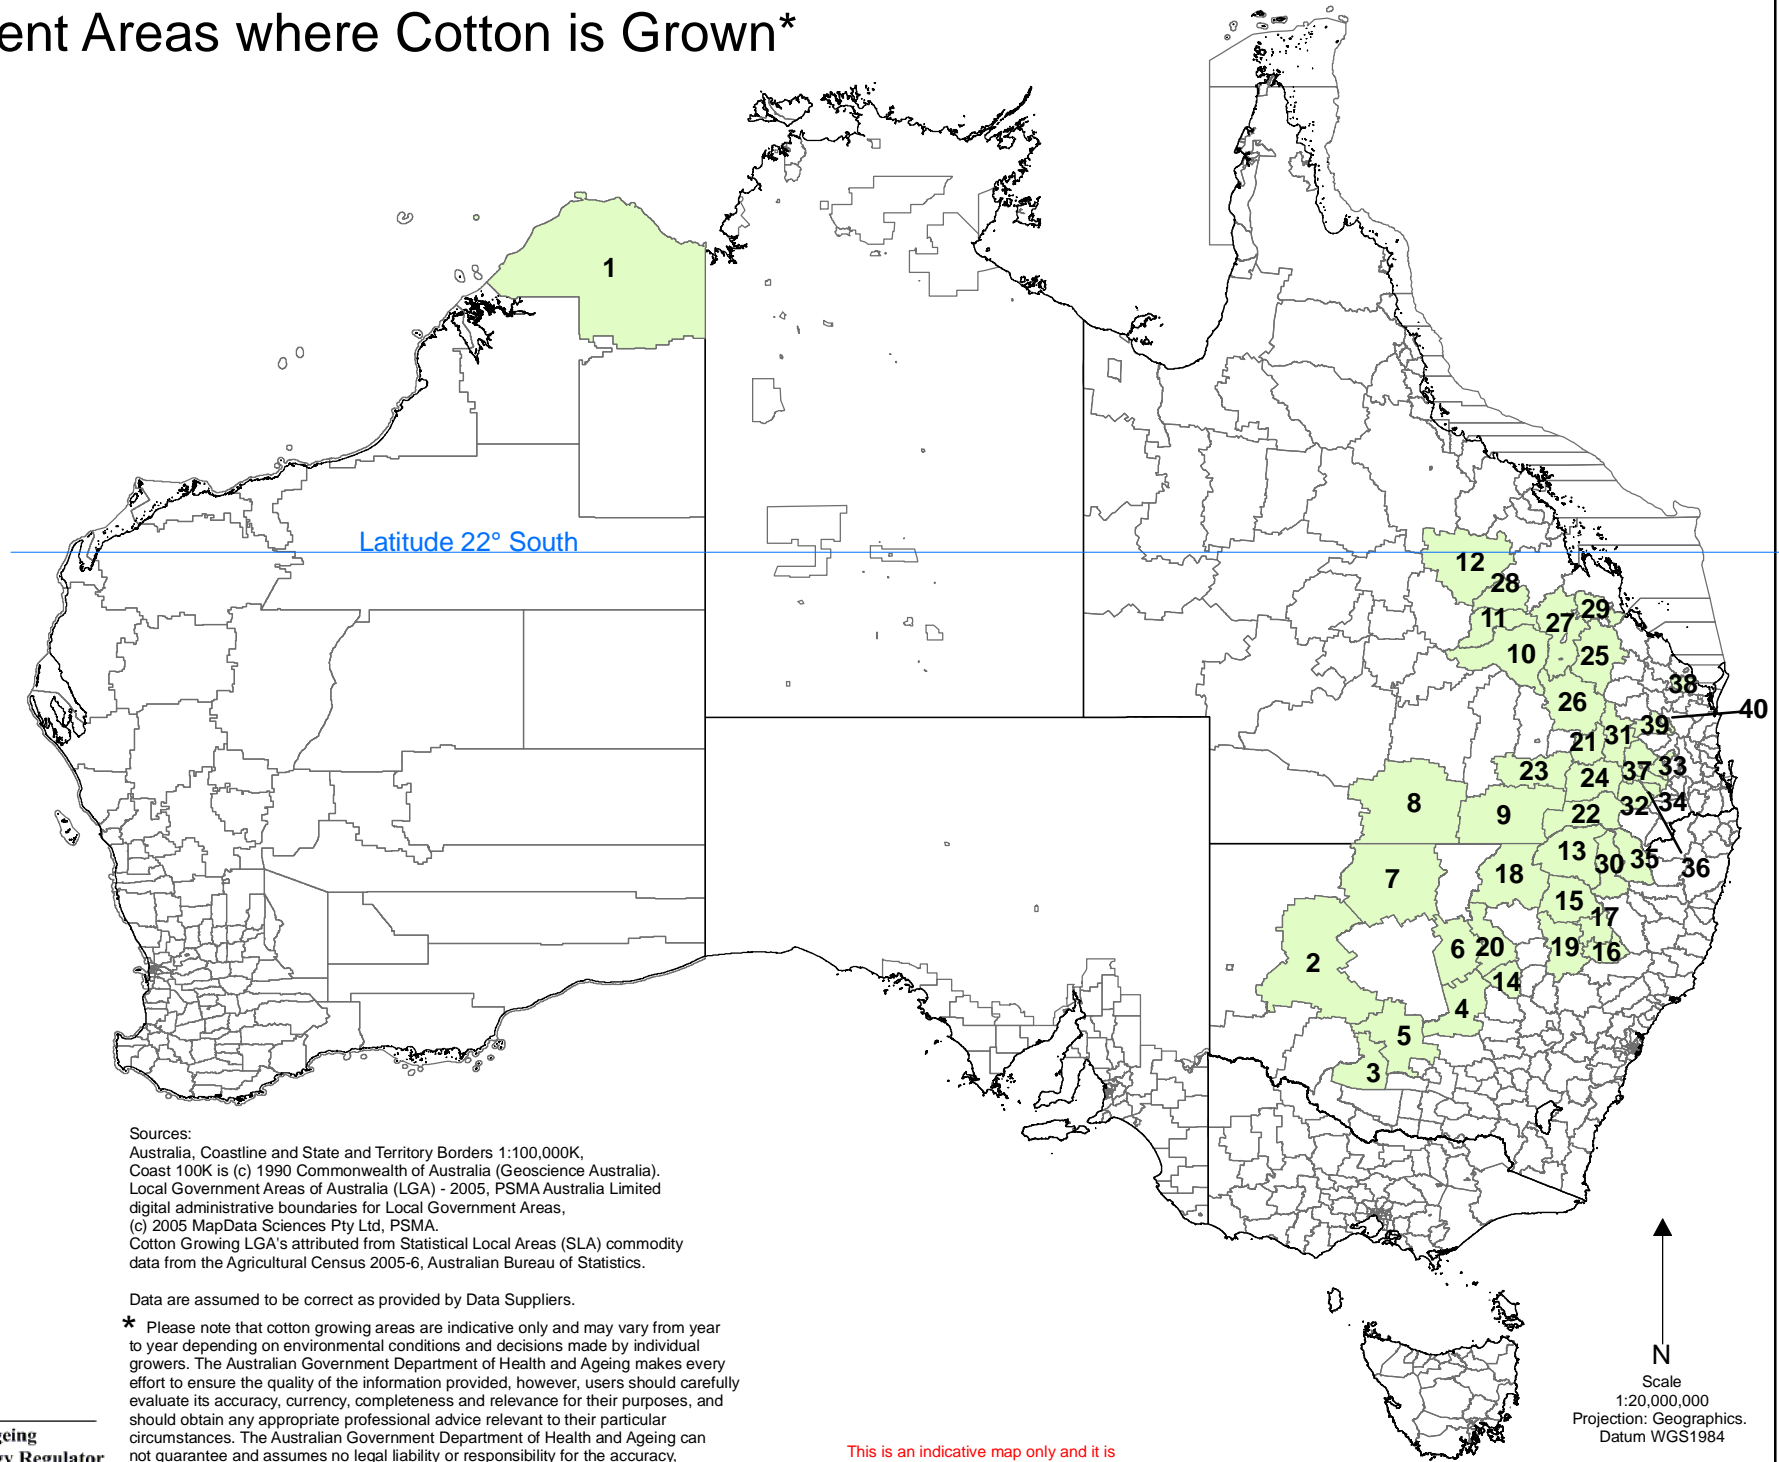 ent Areas where Cotton is Grown*
1
Latitude 22° South
12
28
11
27
29
10
25
38
26
40
39
31
21
23
24
37
33
8
9
22
32
34
13
30
35
36
7
18
15
17
6
20
19
16
2
14
4
5
3
Sources:
Australia, Coastline and State and Territory Borders 1:100,000K,
Coast 100K is (c) 1990 Commonwealth of Australia (Geoscience Australia).
Local Government Areas of Australia (LGA) - 2005, PSMA Australia Limited
digital administrative boundaries for Local Government Areas,
(c) 2005 MapData Sciences Pty Ltd, PSMA.
Cotton Growing LGA's attributed from Statistical Local Areas (SLA) commodity
data from the Agricultural Census 2005-6, Australian Bureau of Statistics.
Data are assumed to be correct as provided by Data Suppliers.
* Please note that cotton growing areas are indicative only and may vary from year
to year depending on environmental conditions and decisions made by individual
growers. The Australian Government Department of Health and Ageing makes every
effort to ensure the quality of the information provided, however, users should carefully
evaluate its accuracy, currency, completeness and relevance for their purposes, and
should obtain any appropriate professional advice relevant to their particular
circumstances. The Australian Government Department of Health and Ageing can
not guarantee and assumes no legal liability or responsibility for the accuracy,
geing
gy Regulator
This is an indicative map only and it is
N
Scale
1:20,000,000
Projection: Geographics.
Datum WGS1984